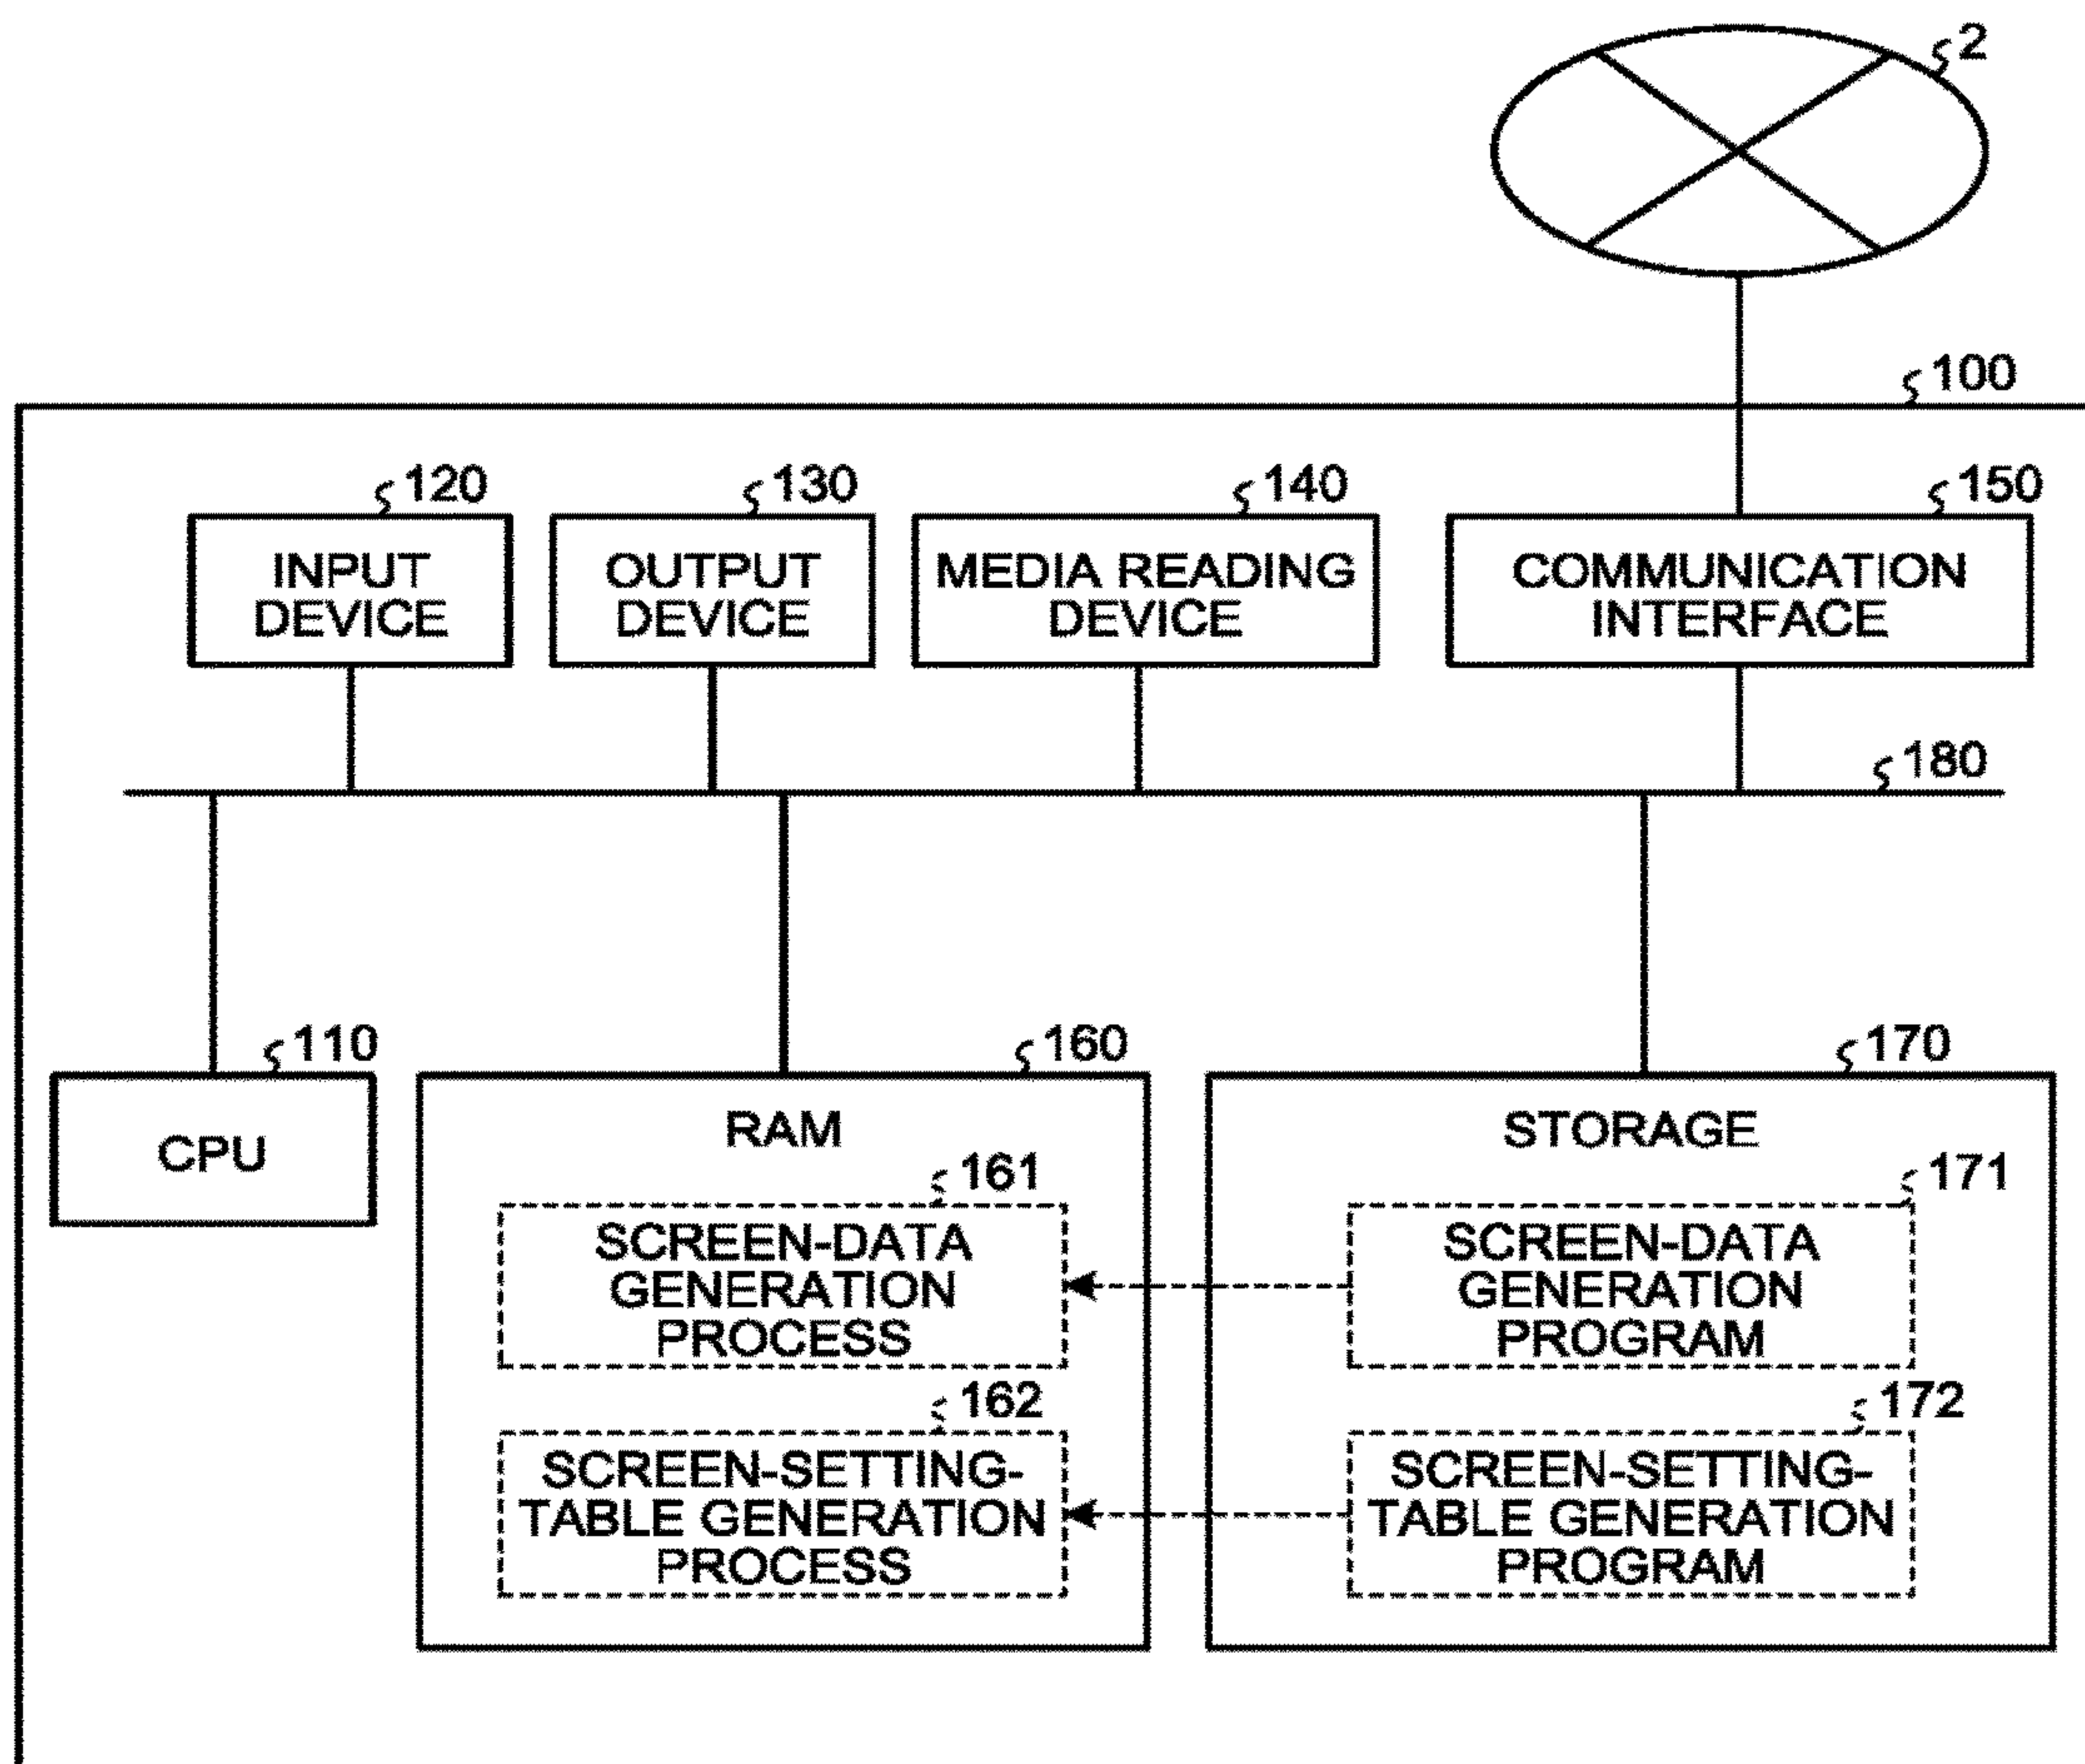 2
100
120
130
140
150
INPUT
DEVICE
OUTPUT
DEVICE
MEDIA READING
DEVICE
COMMUNICATION
INTERFACE
180
110
160
170
CPU
RAM
161
SCREEN-DATA
GENERATION
PROCESS
162
SCREEN-SETTING-
TABLE GENERATION
PROCESS
STORAGE
171
SCREEN-DATA
GENERATION
PROGRAM
172
SCREEN-SETTING-
TABLE GENERATION
PROGRAM